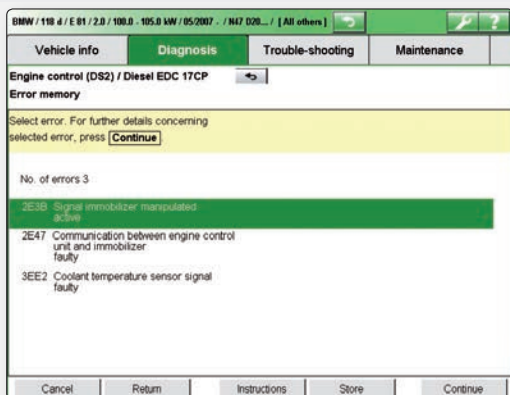 BMW / 118 d / E 81 / 2.0 / 100.0 - 105.0 kW / 05/2007 - / N47 D20... / [ All others ]
?
Vehicle info Diagnosis Trouble-shooting Maintenance
Engine control (DS2) / Diesel EDC 17CP
Error memory
Select error. For further details concerning
selected error, press Continue
No. of errors 3
2E3B Signal immobilizer manipulated
active
2E47 Communication between engine control
unit and immobilizer
faulty
3EE2 Coolant temperature sensor signal
faulty
Cancel Return Instructions Store Continue